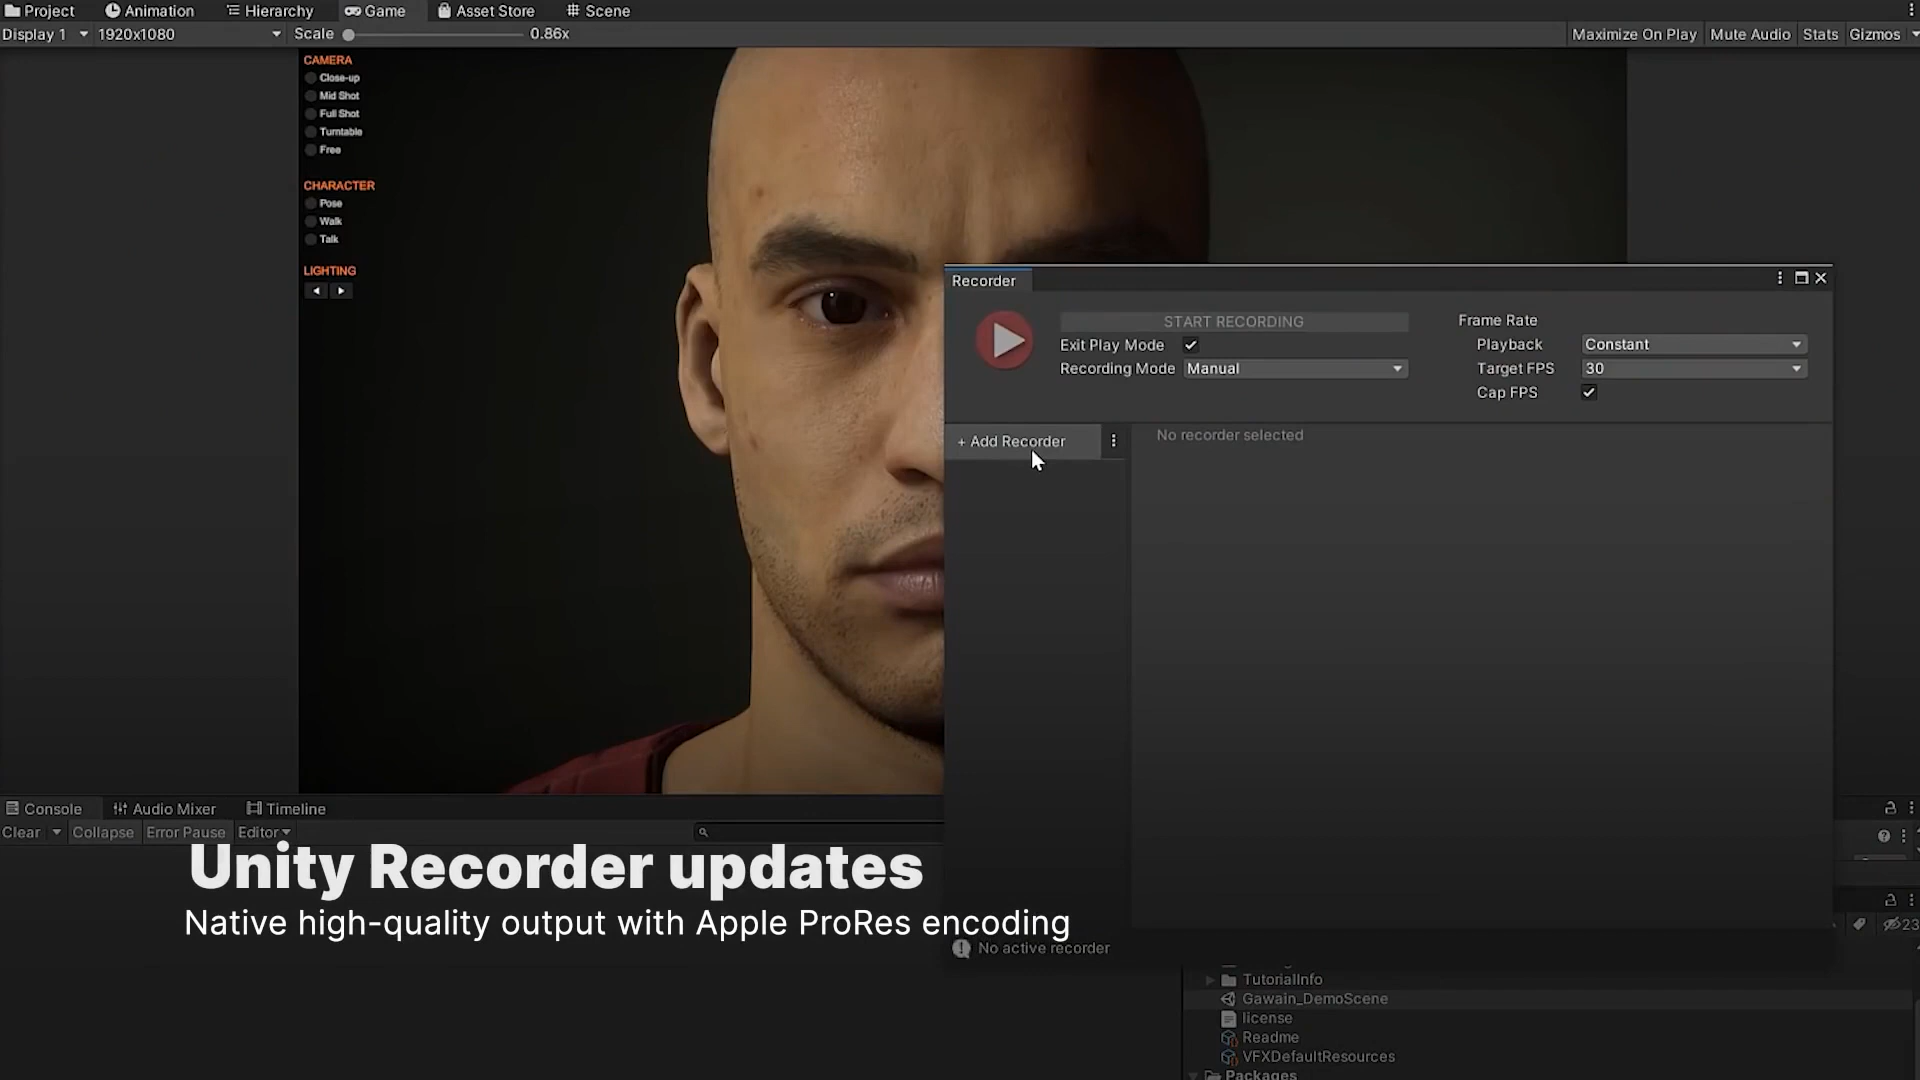 Project Animation Hierarchy Game Asset Store Scene
Display 1 1920x1080 Scale 0.86x Maximize On Play Mute Audio Stats Gizmos
CAMERA
Close-up
Mid Shot
Full Shot
Turntable
Free
CHARACTER
Pose
Walk
Talk
LIGHTING
Recorder
START RECORDING
Exit Play Mode
Recording Mode Manual
Frame Rate
Playback Constant
Target FPS 30
Cap FPS
+ Add Recorder
No recorder selected
Console Audio Mixer Timeline
Clear Collapse Error Pause Editor
Unity Recorder updates
Native high-quality output with Apple ProRes encoding
No active recorder
23
TutorialInfo
Gawain_DemoScene
license
Readme
VFXDefaultResources
Packages